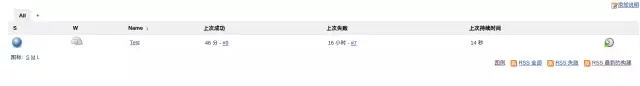 添加说明
All +
S W Name ↓ 上次成功 上次失败 上次持续时间
Test 46 分 - #8 16 小时 - #7 14 秒
图标: S M L
图例 RSS 全部 RSS 失败 RSS 最新的构建